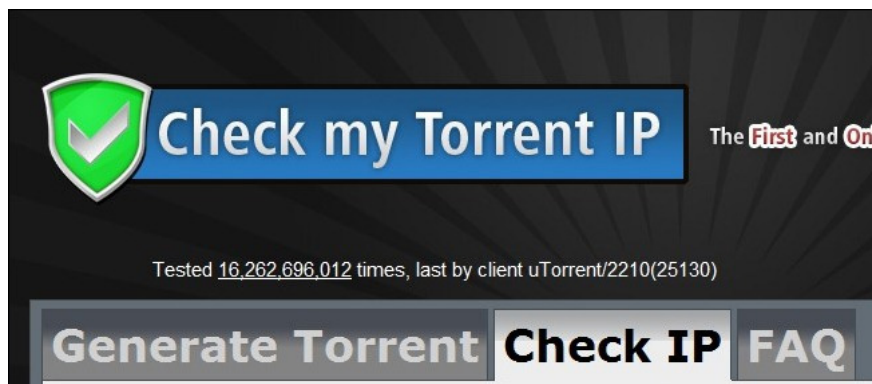 Check my Torrent IP
The First and
Tested 16,262,696,012 times, last by client uTorrent/2210(25130)
Generate Torrent Check IP FAQ